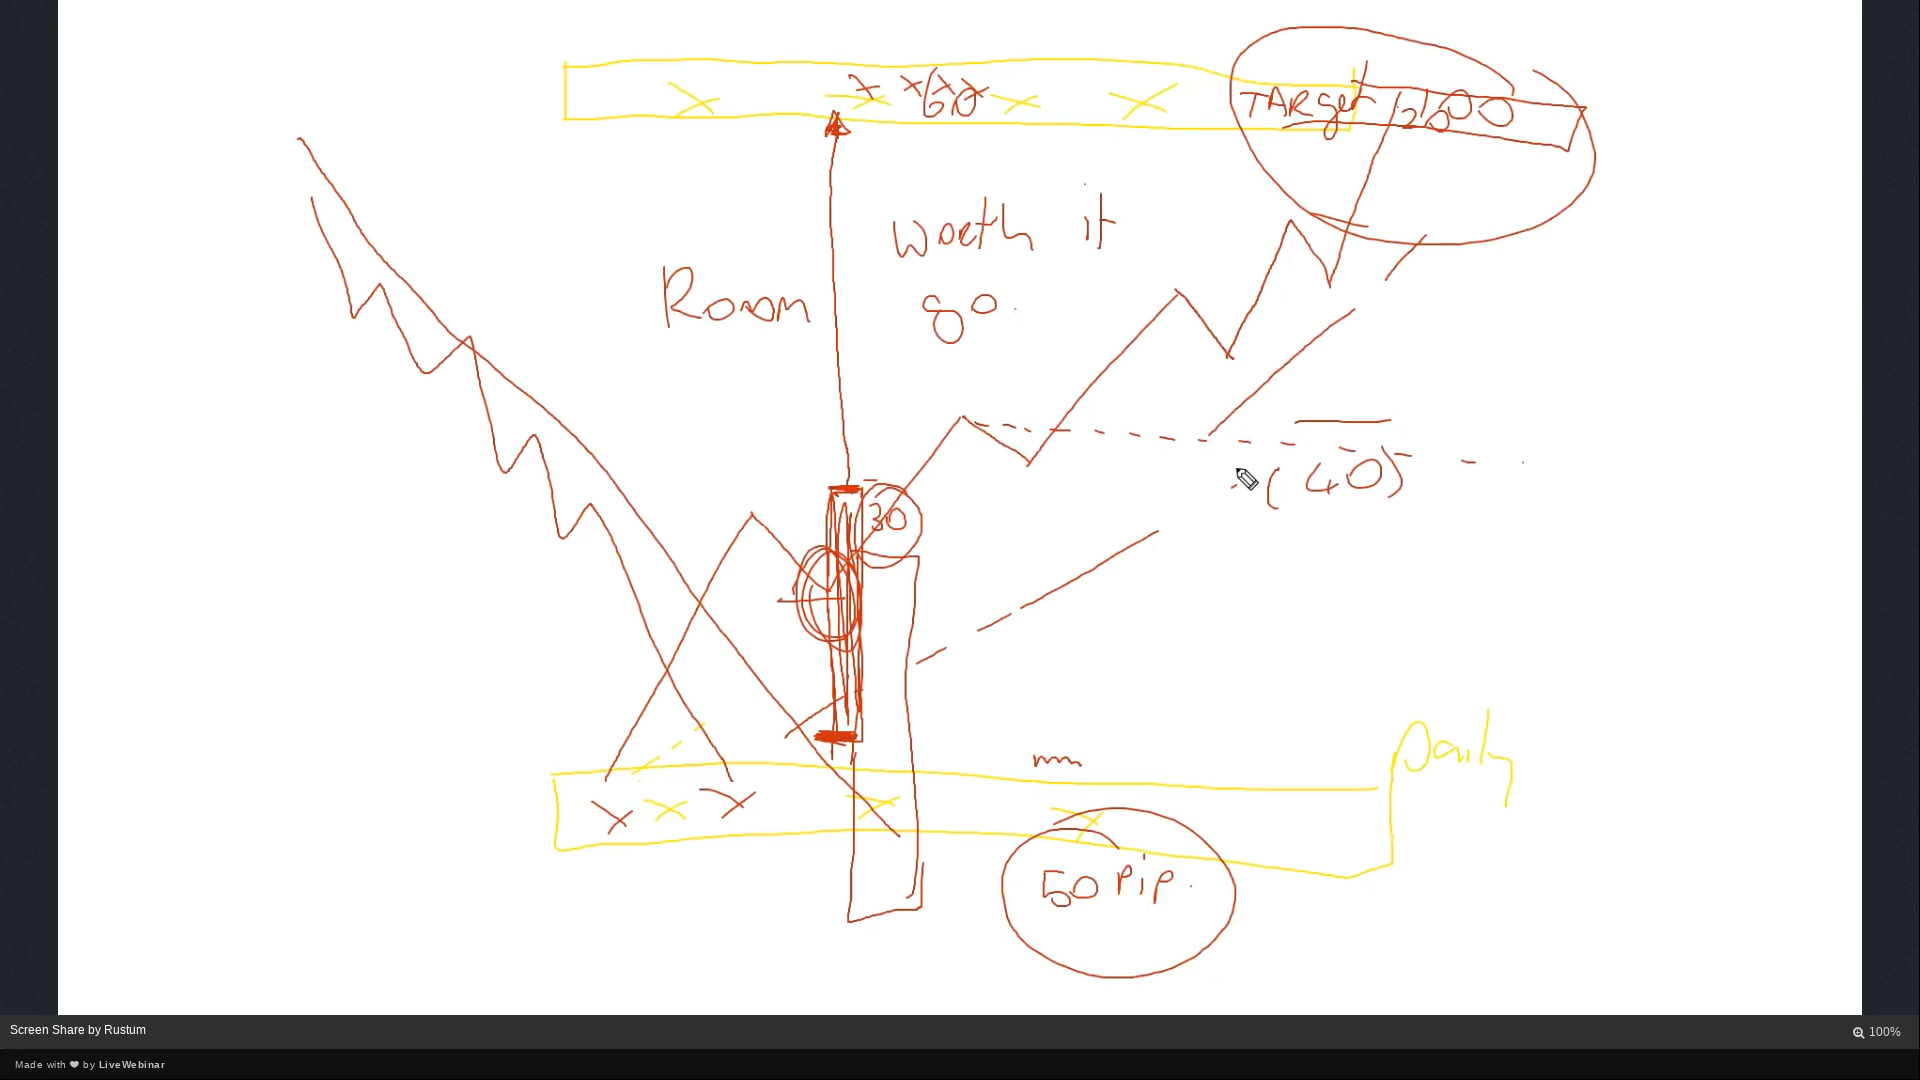 60
TARget 1200
worth it
Room
go.
(40)
30
Daily
50 Pip.
Screen Share by Rustum
100%
Made with ❤ by LiveWebinar